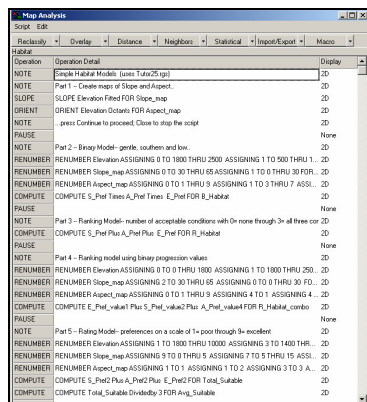 Map Analysis
Script Edit
Reclassify Overlay Distance Neighbors Statistical Import/Export Macro
Habitat
Operation Operation Detail Display
NOTE Simple Habitat Models (uses Tutor25.rgs) 2D
NOTE Part 1 – Create maps of Slope and Aspect.. 2D
SLOPE SLOPE Elevation Fitted FOR Slope_map 2D
ORIENT ORIENT Elevation Octants FOR Aspect_map 2D
NOTE ...press Continue to proceed; Close to stop the script 2D
PAUSE None
NOTE Part 2 – Binary Model-- gentle, southern and low.. 2D
RENUMBER RENUMBER Elevation ASSIGNING 0 TO 1800 THRU 2500 ASSIGNING 1 TO 500 THRU 1... 2D
RENUMBER RENUMBER Slope_map ASSIGNING 0 TO 30 THRU 65 ASSIGNING 1 TO 0 THRU 30 FOR... 2D
RENUMBER RENUMBER Aspect_map ASSIGNING 0 TO 1 THRU 9 ASSIGNING 1 TO 3 THRU 7 ASSI... 2D
COMPUTE COMPUTE S_Pref Times A_Pref Times E_Pref FOR B_Habitat 2D
PAUSE None
NOTE Part 3 – Ranking Model-- number of acceptable conditions with 0= none through 3= all three cor 2D
COMPUTE COMPUTE S_Pref Plus A_Pref Plus E_Pref FOR R_Habitat 2D
PAUSE None
NOTE Part 4 – Ranking model using binary progression values 2D
RENUMBER RENUMBER Elevation ASSIGNING 0 TO 0 THRU 1800 ASSIGNING 1 TO 1800 THRU 250... 2D
RENUMBER RENUMBER Slope_map ASSIGNING 2 TO 30 THRU 65 ASSIGNING 0 TO 0 THRU 30 FO... 2D
RENUMBER RENUMBER Aspect_map ASSIGNING 0 TO 1 THRU 9 ASSIGNING 4 TO 1 ASSIGNING 4 ... 2D
COMPUTE COMPUTE E_Pref_value1 Plus S_Pref_value2 Plus A_Pref_value4 FOR R_Habitat_combo 2D
PAUSE None
NOTE Part 5 – Rating Model-- preferences on a scale of 1= poor through 9= excellent 2D
RENUMBER RENUMBER Elevation ASSIGNING 1 TO 1800 THRU 10000 ASSIGNING 3 TO 1400 THR... 2D
RENUMBER RENUMBER Slope_map ASSIGNING 9 TO 0 THRU 5 ASSIGNING 7 TO 5 THRU 15 ASSI... 2D
RENUMBER RENUMBER Aspect_map ASSIGNING 1 TO 1 ASSIGNING 1 TO 2 ASSIGNING 3 TO 3 A... 2D
COMPUTE COMPUTE S_Pref2 Plus A_Pref2 Plus E_Pref2 FOR Total_Suitable 2D
COMPUTE COMPUTE Total_Suitable Dividedby 3 FOR Avg_Suitable 2D